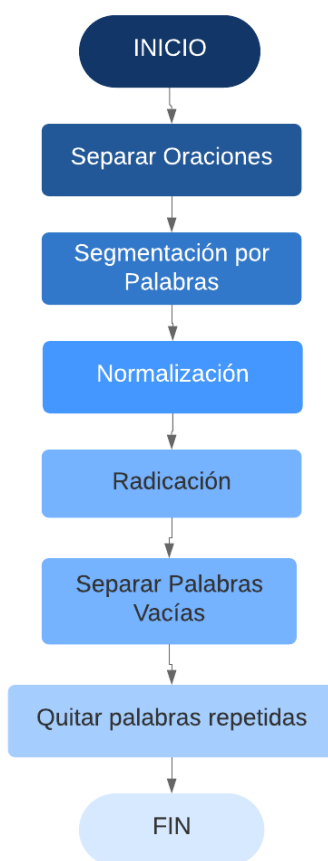 INICIO
Separar Oraciones
Segmentación por
Palabras
Normalización
Radicación
Separar Palabras
Vacías
Quitar palabras repetidas
FIN